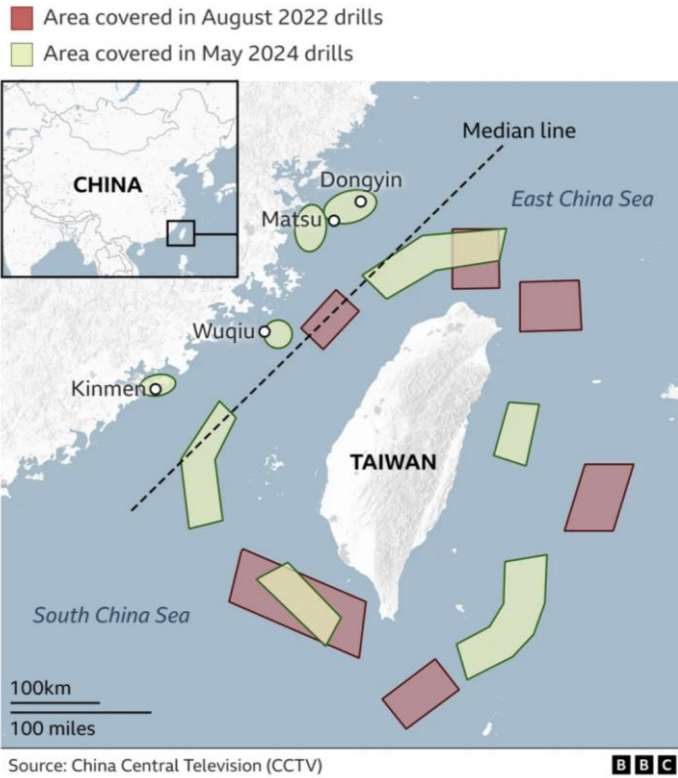 Area covered in August 2022 drills
Area covered in May 2024 drills
Median line
CHINA
Dongyin
East China Sea
Matsu
Wuqiu
Kinmen
TAIWAN
South China Sea
100km
100 miles
Source: China Central Television (CCTV)
BBC